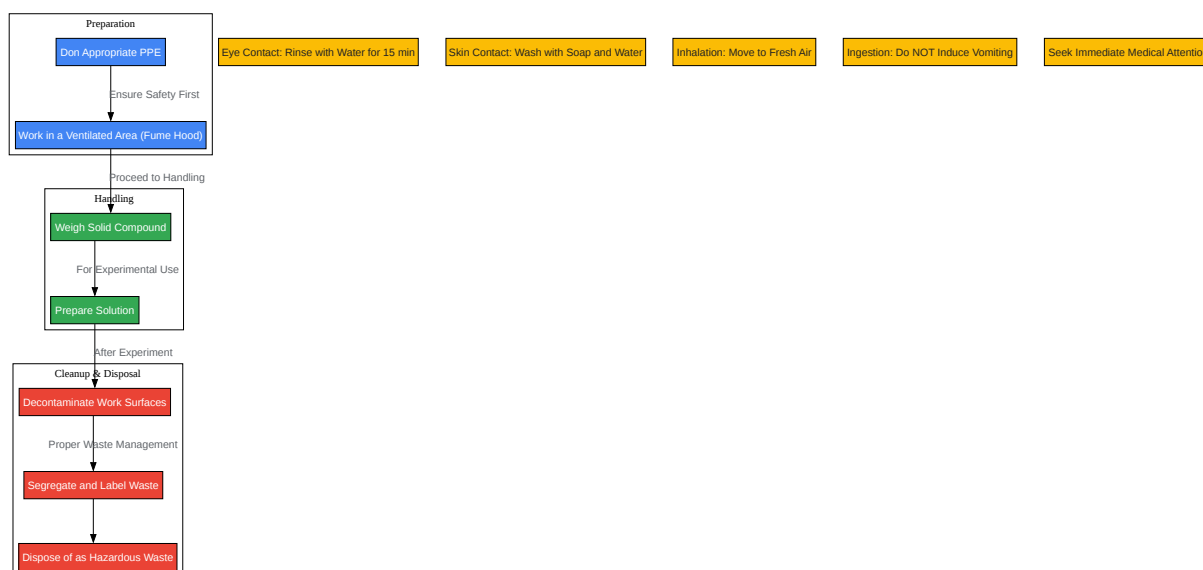 Preparation
Don Appropriate PPE
Eye Contact: Rinse with Water for 15 min
Skin Contact: Wash with Soap and Water
Inhalation: Move to Fresh Air
Ingestion: Do NOT Induce Vomiting
Seek Immediate Medical Attentio
Ensure Safety First
Work in a Ventilated Area (Fume Hood)
Proceed to Handling
Handling
Weigh Solid Compound
For Experimental Use
Prepare Solution
After Experiment
Cleanup & Disposal
Decontaminate Work Surfaces
Proper Waste Management
Segregate and Label Waste
Dispose of as Hazardous Waste